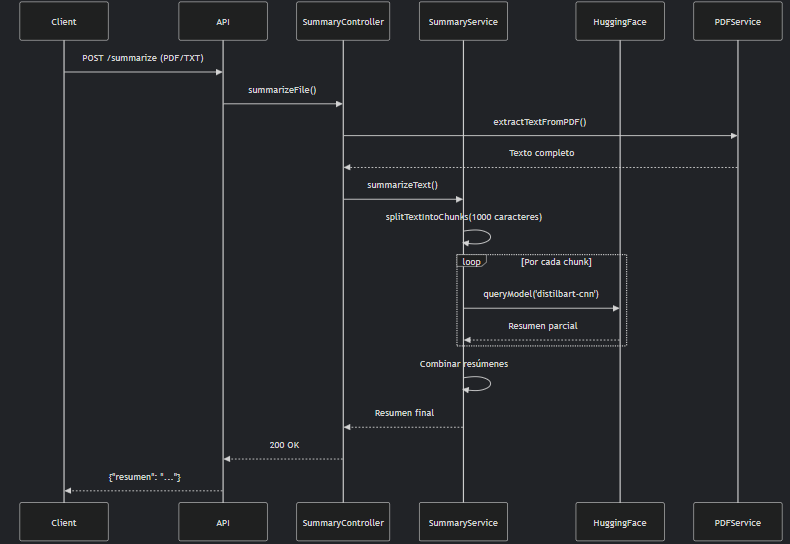 Client API SummaryController SummaryService HuggingFace PDFService
POST /summarize (PDF/TXT)
summarizeFile()
extractTextFromPDF()
Texto completo
summarizeText()
splitTextIntoChunks(1000 caracteres)
loop [Por cada chunk]
queryModel('distilbart-cnn')
Resumen parcial
Combinar resúmenes
Resumen final
200 OK
{"resumen": "..."}
Client API SummaryController SummaryService HuggingFace PDFService